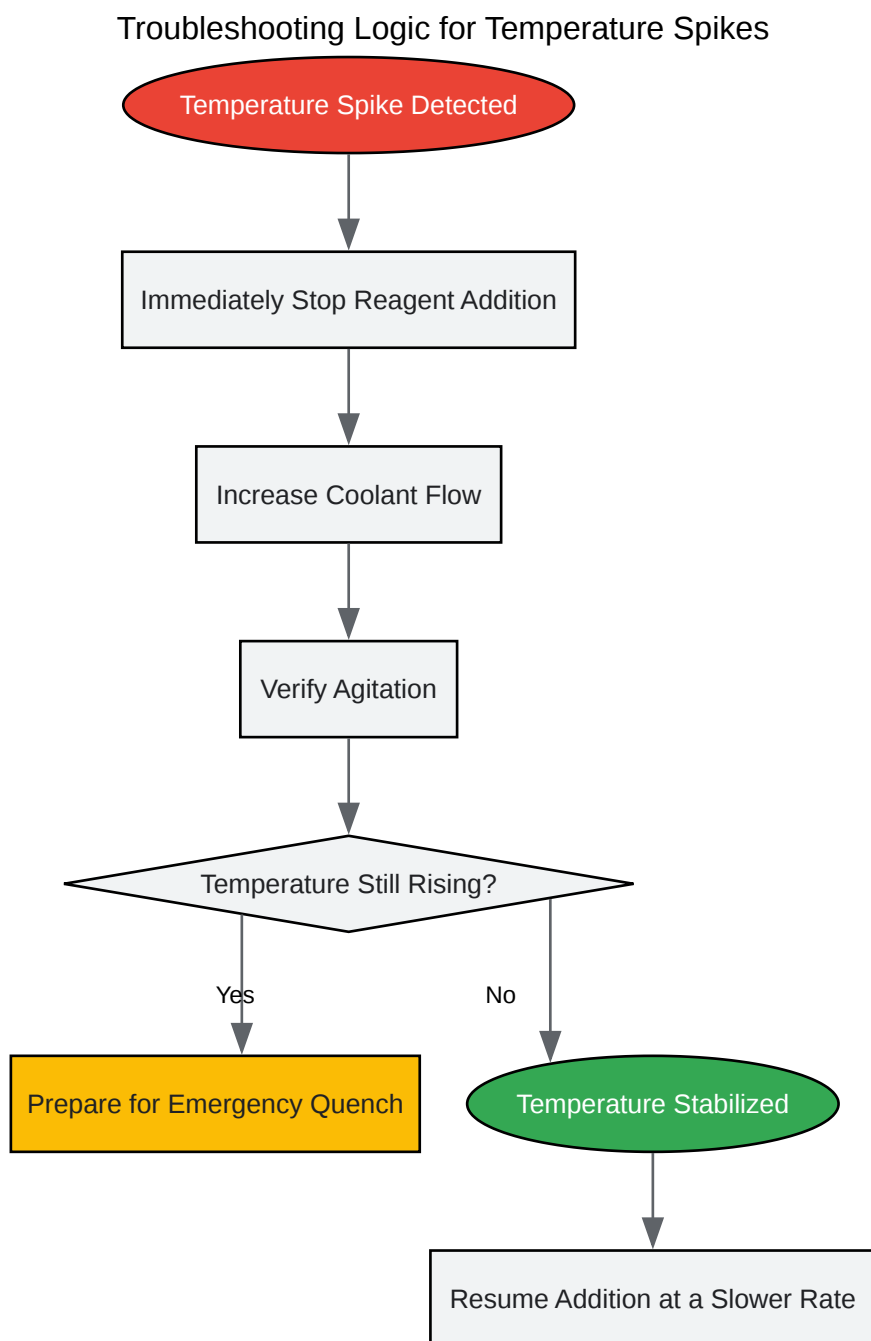 Troubleshooting Logic for Temperature Spikes
Temperature Spike Detected
Immediately Stop Reagent Addition
Increase Coolant Flow
Verify Agitation
Temperature Still Rising?
Yes
No
Prepare for Emergency Quench
Temperature Stabilized
Resume Addition at a Slower Rate